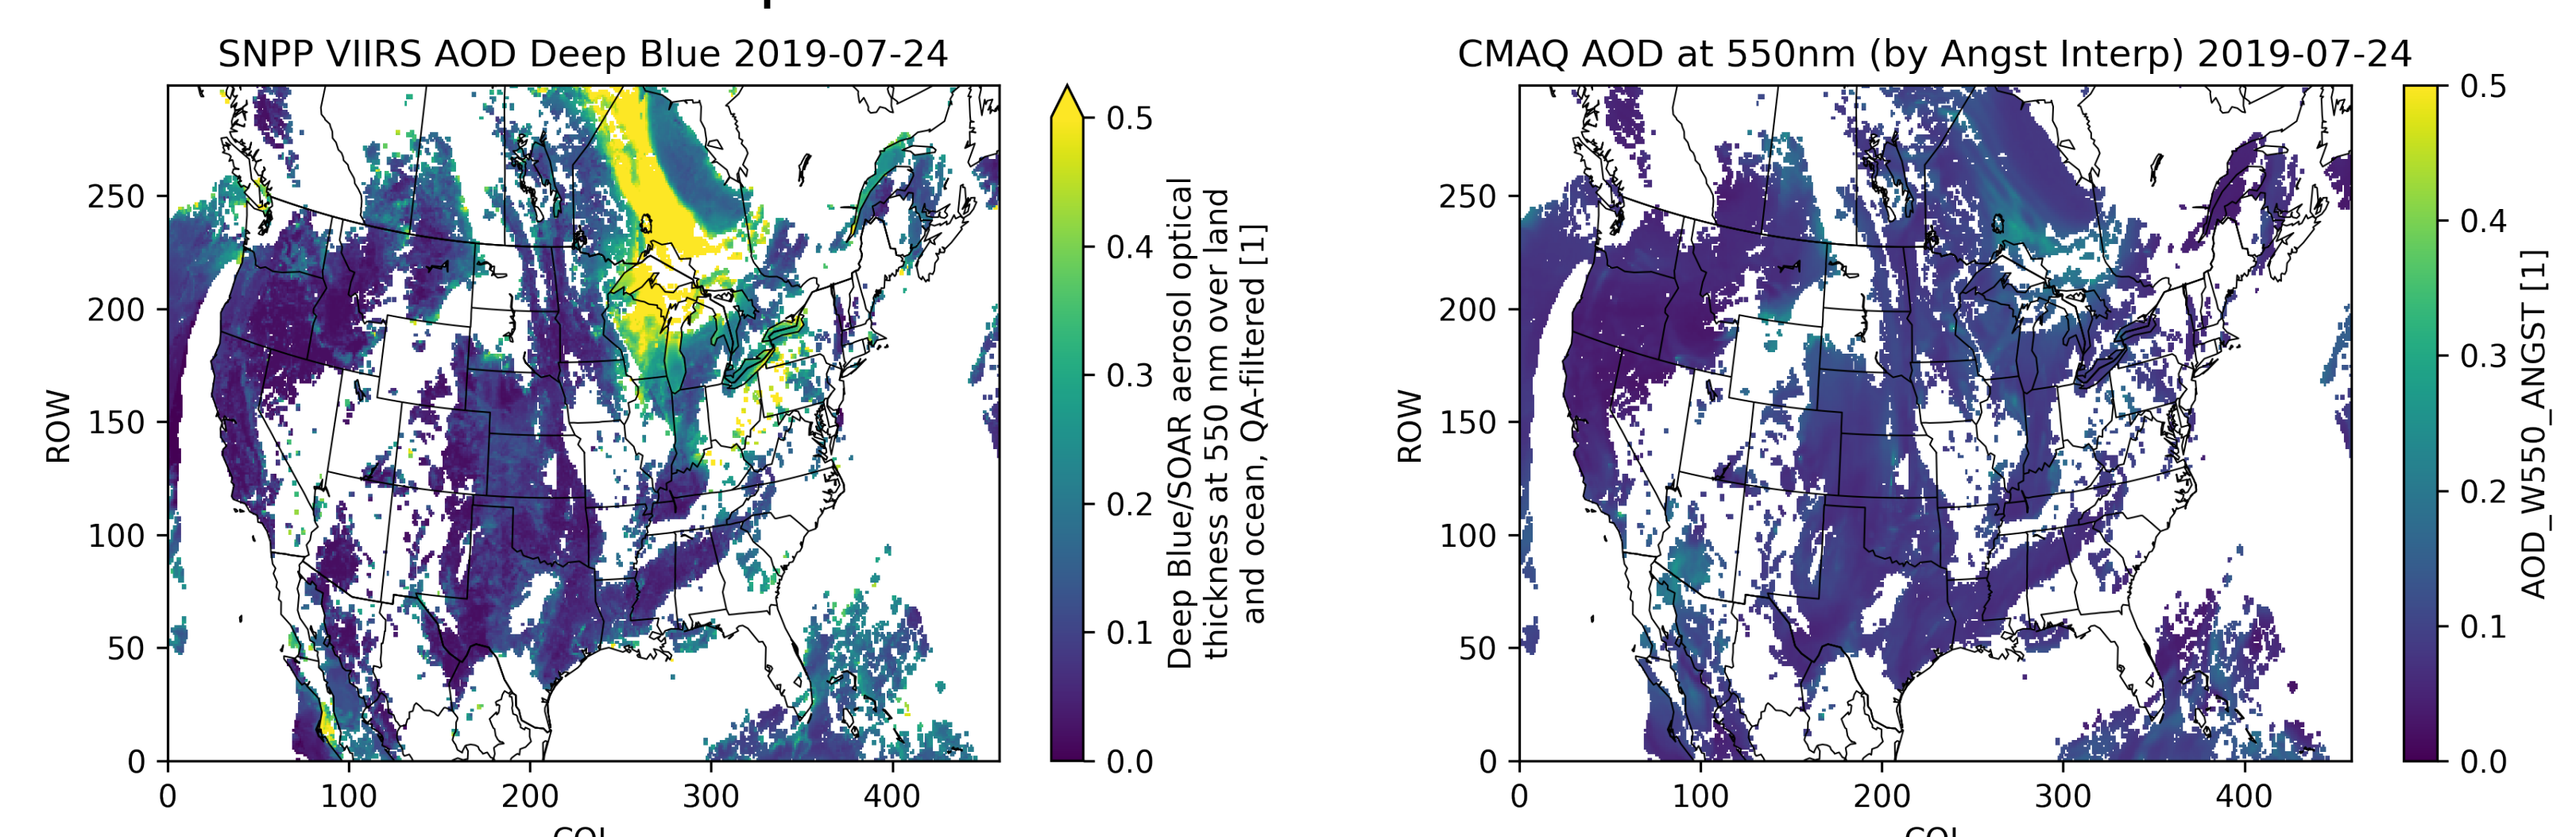 SNPP VIIRS AOD Deep Blue 2019-07-24
ROW
250
200
150
100
50
0
0 100 200 300 400
0.5
0.4
0.3
0.2
0.1
0.0
Deep Blue/SOAR aerosol optical
thickness at 550 nm over land
and ocean, QA-filtered [1]
CMAQ AOD at 550nm (by Angst Interp) 2019-07-24
ROW
250
200
150
100
50
0
0 100 200 300 400
0.5
0.4
0.3
0.2
0.1
0.0
AOD_W550_ANGST [1]